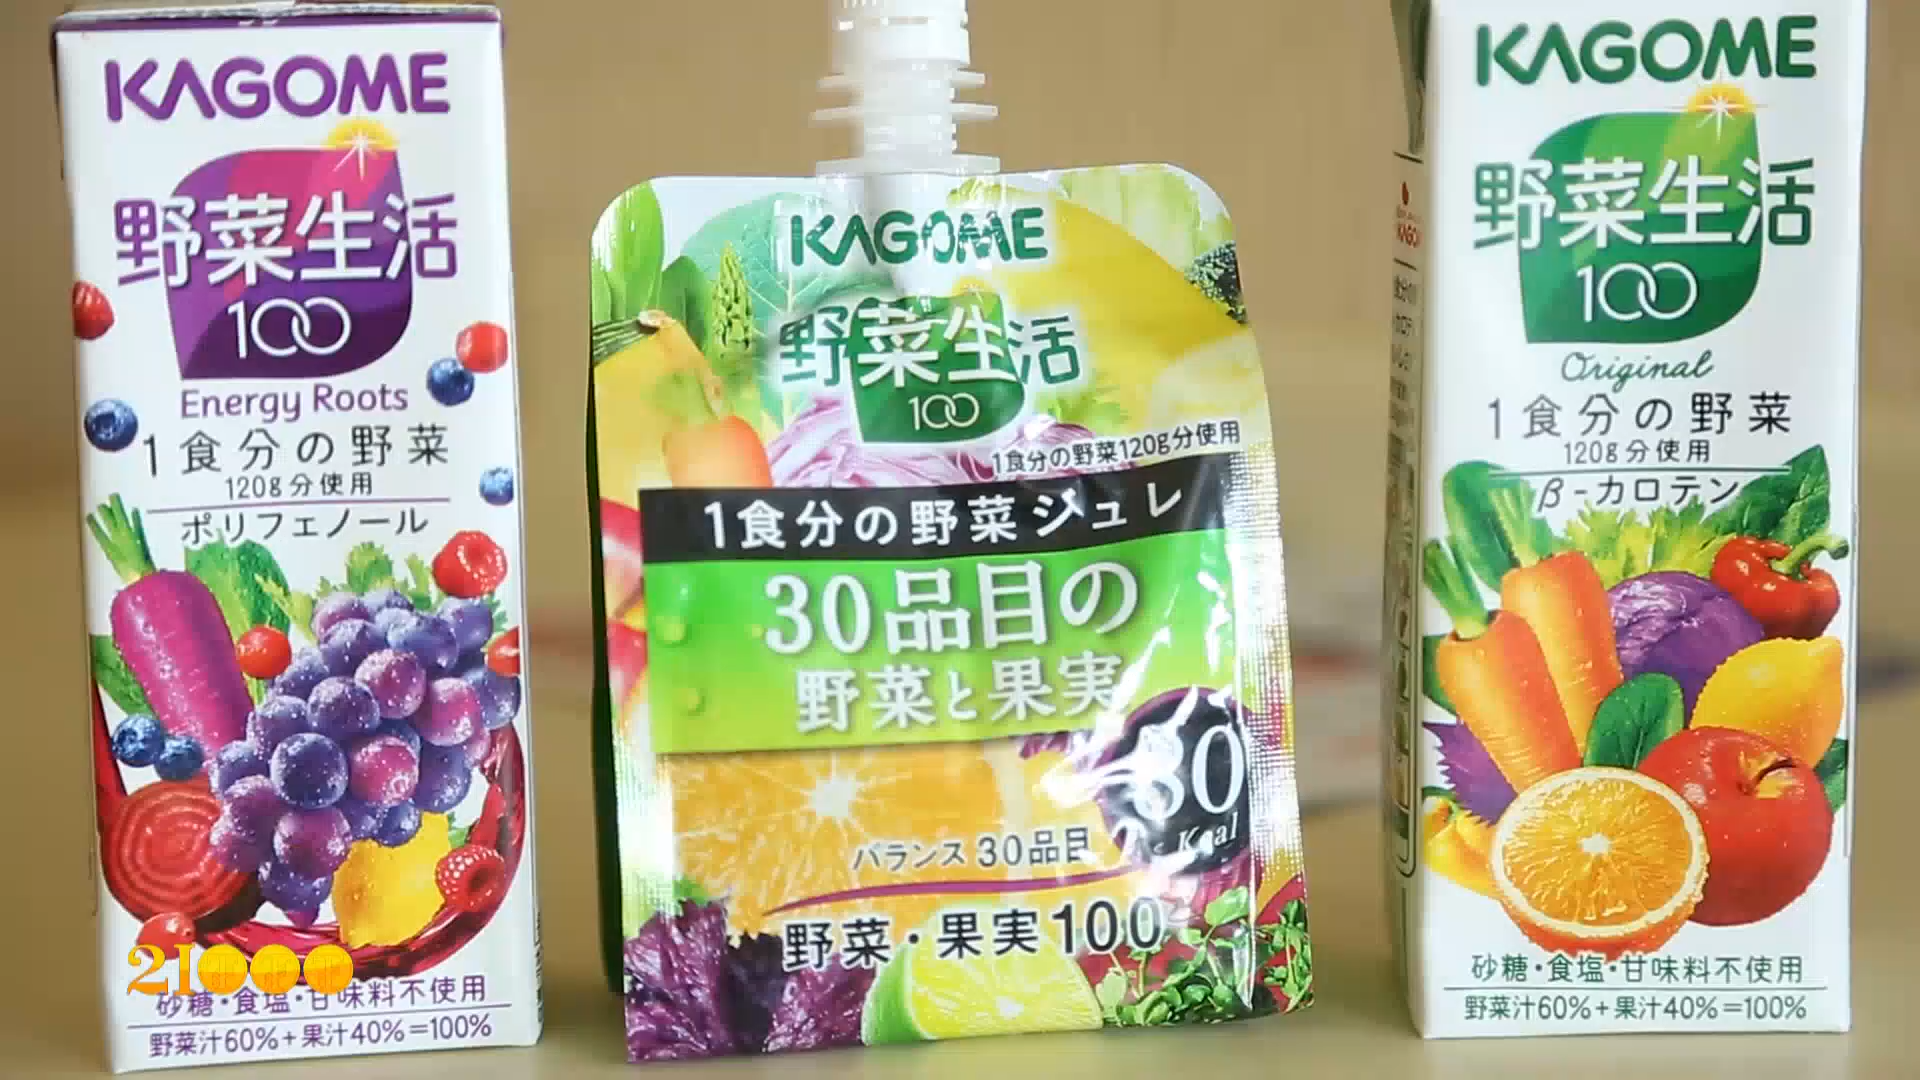 KAGOME
野菜生活
100
Energy Roots
1食分の野菜
120g分使用
ポリフェノール
21000
砂糖・食塩・甘味料不使用
野菜汁60%+果汁40%=100%
KAGOME
野菜生活
100
1食分の野菜120g分使用
1食分の野菜ジュレ
30品目の
野菜と果実
80
Kcal
バランス30品目
野菜・果実100
KAGOME
野菜生活
100
Original
1食分の野菜
120g分使用
β-カロテン
砂糖・食塩・甘味料不使用
野菜汁60%+果汁40%=100%